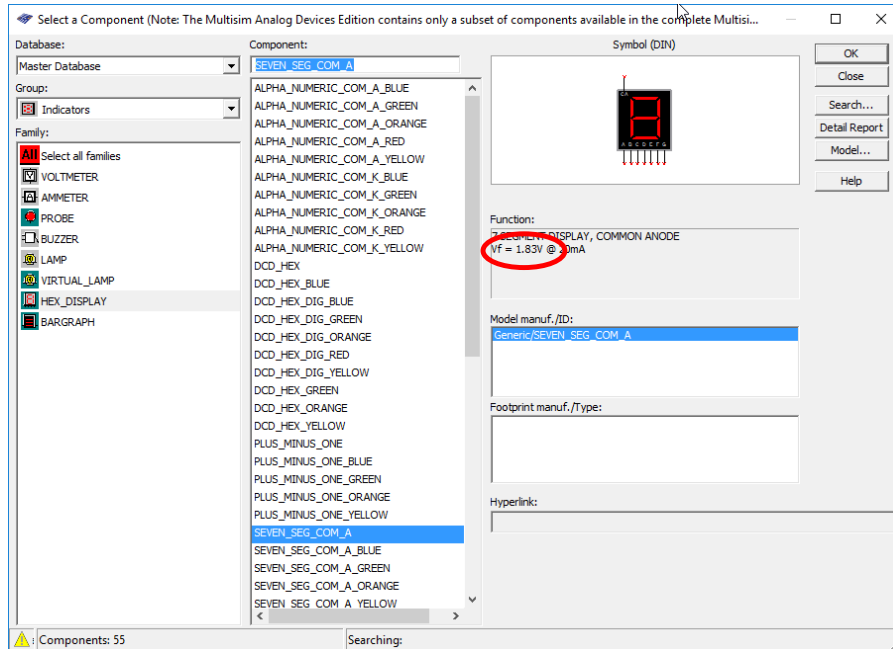 Select a Component (Note: The Multisim Analog Devices Edition contains only a subset of components available in the complete Multisi...
Database:
Master Database
Group:
Indicators
Family:
All Select all families
VOLTMETER
AMMETER
PROBE
BUZZER
LAMP
VIRTUAL_LAMP
HEX_DISPLAY
BARGRAPH
Component:
SEVEN_SEG_COM_A
ALPHA_NUMERIC_COM_A_BLUE
ALPHA_NUMERIC_COM_A_GREEN
ALPHA_NUMERIC_COM_A_ORANGE
ALPHA_NUMERIC_COM_A_RED
ALPHA_NUMERIC_COM_A_YELLOW
ALPHA_NUMERIC_COM_K_BLUE
ALPHA_NUMERIC_COM_K_GREEN
ALPHA_NUMERIC_COM_K_ORANGE
ALPHA_NUMERIC_COM_K_RED
ALPHA_NUMERIC_COM_K_YELLOW
DCD_HEX
DCD_HEX_BLUE
DCD_HEX_DIG_BLUE
DCD_HEX_DIG_GREEN
DCD_HEX_DIG_ORANGE
DCD_HEX_DIG_RED
DCD_HEX_DIG_YELLOW
DCD_HEX_GREEN
DCD_HEX_ORANGE
DCD_HEX_YELLOW
PLUS_MINUS_ONE
PLUS_MINUS_ONE_BLUE
PLUS_MINUS_ONE_GREEN
PLUS_MINUS_ONE_ORANGE
PLUS_MINUS_ONE_YELLOW
SEVEN_SEG_COM_A
SEVEN_SEG_COM_A_BLUE
SEVEN_SEG_COM_A_GREEN
SEVEN_SEG_COM_A_ORANGE
SEVEN_SEG_COM_A_YELLOW
Symbol (DIN)
CA
A B C D E F G
Function:
7 SEGMENT DISPLAY, COMMON ANODE
Vf = 1.83V @ 20mA
Model manuf./ID:
Generic/SEVEN_SEG_COM_A
Footprint manuf./Type:
Hyperlink:
OK
Close
Search...
Detail Report
Model...
Help
Components: 55
Searching: